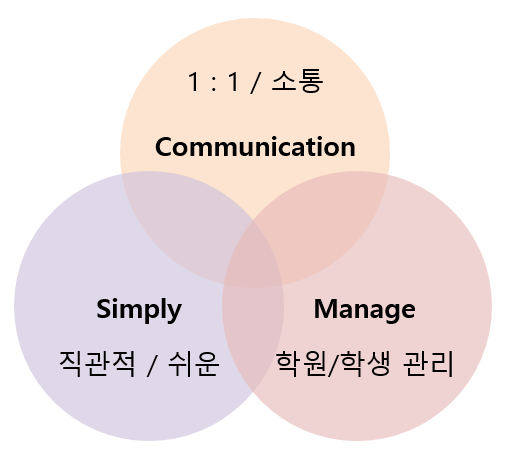 1 : 1 / 소통
Communication
Simply
직관적 / 쉬운
Manage
학원/학생 관리